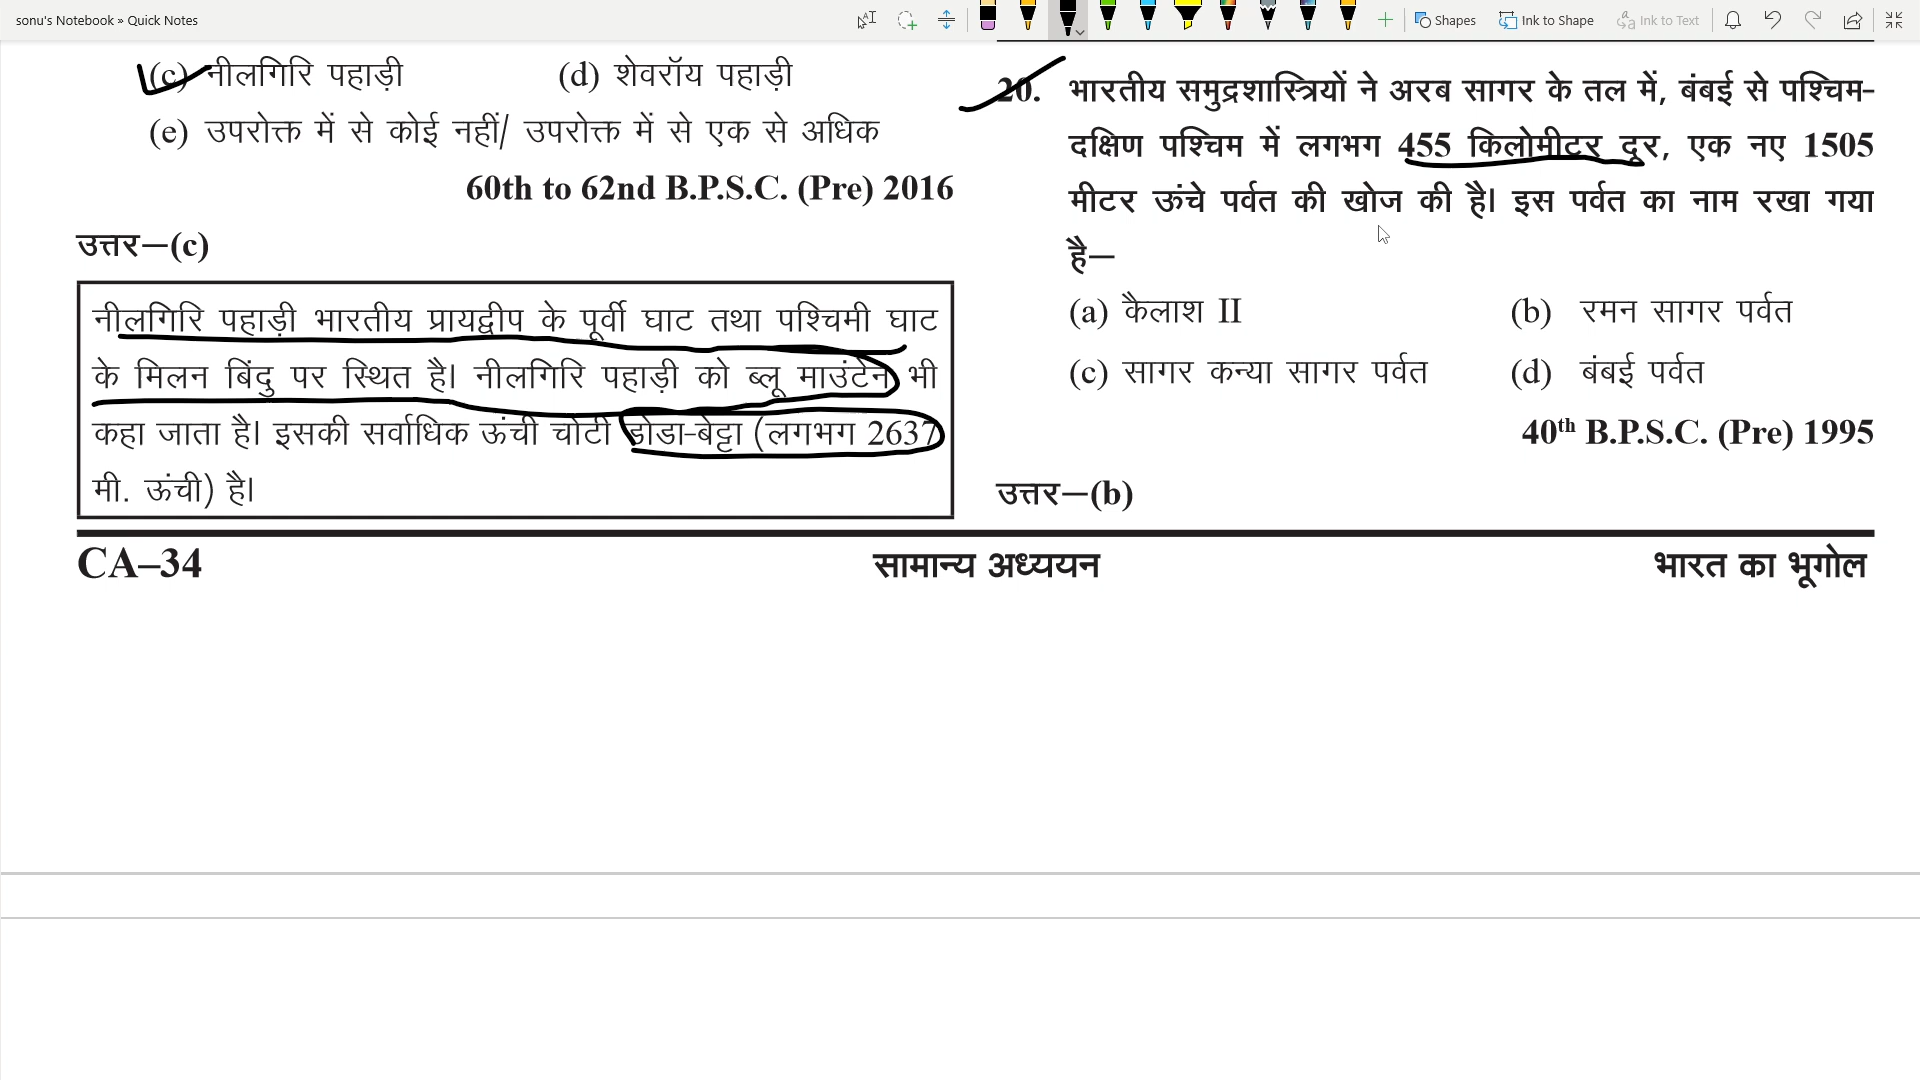 sonu's Notebook » Quick Notes
Shapes
Ink to Shape
Ink to Text
(c) नीलगिरि पहाड़ी (d) शेवरॉय पहाड़ी
(e) उपरोक्त में से कोई नहीं/ उपरोक्त में से एक से अधिक
60th to 62nd B.P.S.C. (Pre) 2016
उत्तर—(c)
नीलगिरि पहाड़ी भारतीय प्रायद्वीप के पूर्वी घाट तथा पश्चिमी घाट
के मिलन बिंदु पर स्थित है। नीलगिरि पहाड़ी को ब्लू माउंटेन भी
कहा जाता है। इसकी सर्वाधिक ऊंची चोटी डोडा-बेट्टा (लगभग 2637
मी. ऊंची) है।
20. भारतीय समुद्रशास्त्रियों ने अरब सागर के तल में, बंबई से पश्चिम-
दक्षिण पश्चिम में लगभग 455 किलोमीटर दूर, एक नए 1505
मीटर ऊंचे पर्वत की खोज की है। इस पर्वत का नाम रखा गया
है—
(a) कैलाश II (b) रमन सागर पर्वत
(c) सागर कन्या सागर पर्वत (d) बंबई पर्वत
40th B.P.S.C. (Pre) 1995
उत्तर—(b)
CA–34 सामान्य अध्ययन भारत का भूगोल